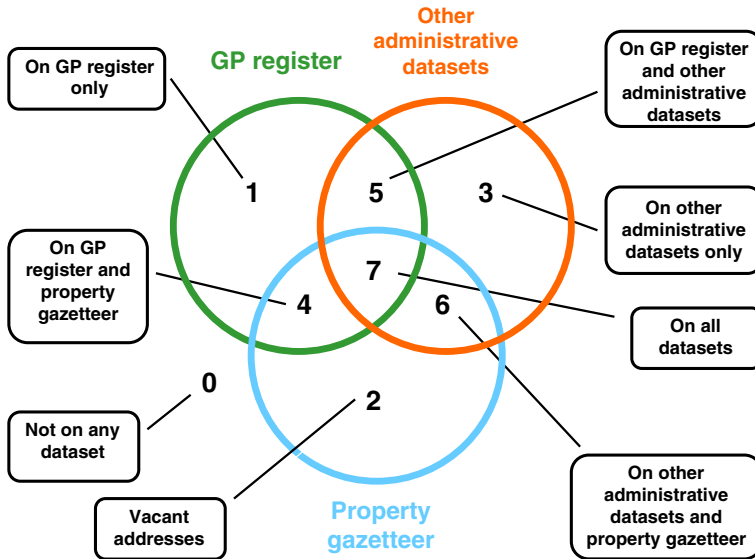 Other
administrative
datasets
GP register
On GP register
only
On GP register
and other
administrative
datasets
1
5
3
On other
administrative
datasets only
On GP
register and
property
gazetteer
7
4
6
On all
datasets
0
2
Not on any
dataset
Vacant
addresses
Property
gazetteer
On other
administrative
datasets and
property gazetteer